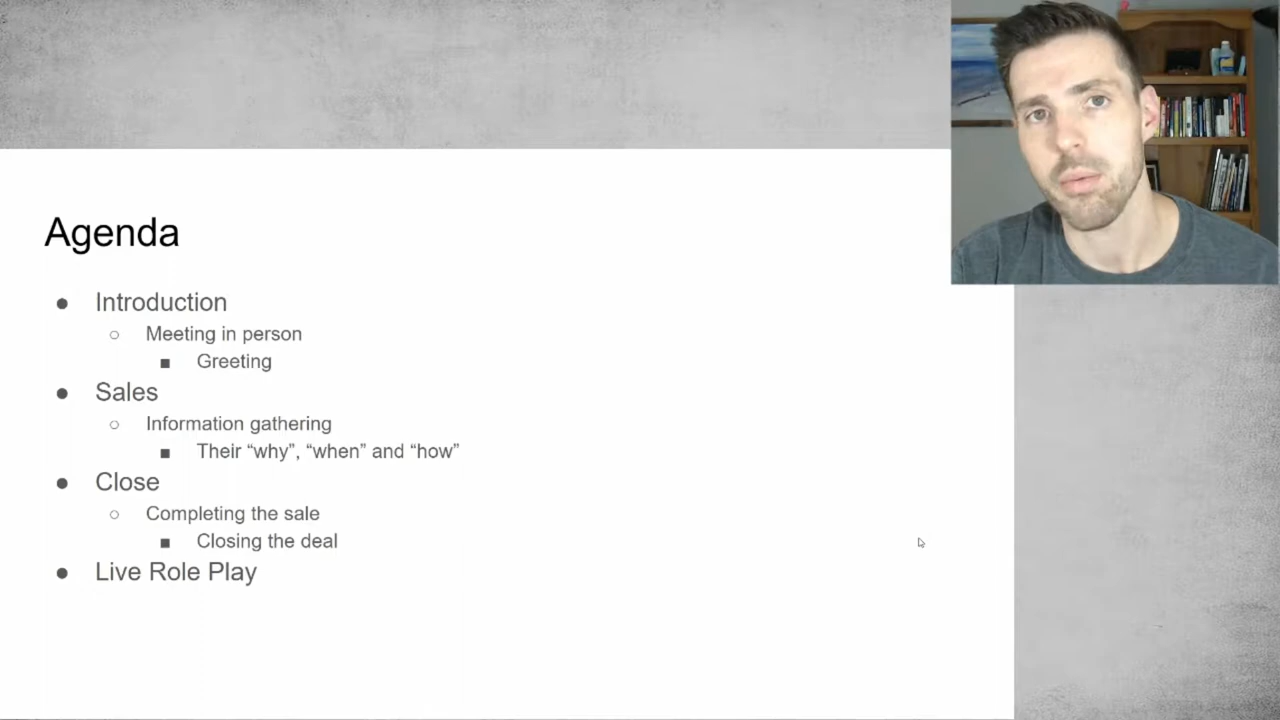 Agenda
● Introduction
○ Meeting in person
■ Greeting
● Sales
○ Information gathering
■ Their “why”, “when” and “how”
● Close
○ Completing the sale
■ Closing the deal
● Live Role Play